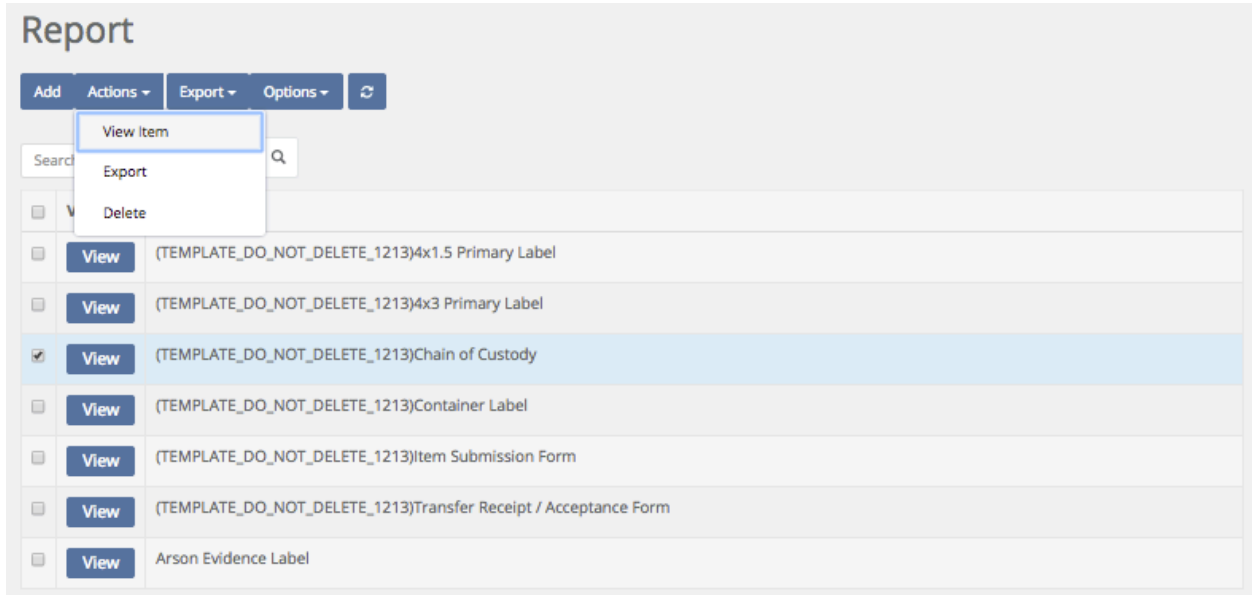 Report
Add Actions Export Options
View Item
Export
Delete
View (TEMPLATE_DO_NOT_DELETE_1213)4x1.5 Primary Label
View (TEMPLATE_DO_NOT_DELETE_1213)4x3 Primary Label
View (TEMPLATE_DO_NOT_DELETE_1213)Chain of Custody
View (TEMPLATE_DO_NOT_DELETE_1213)Container Label
View (TEMPLATE_DO_NOT_DELETE_1213)Item Submission Form
View (TEMPLATE_DO_NOT_DELETE_1213)Transfer Receipt / Acceptance Form
View Arson Evidence Label